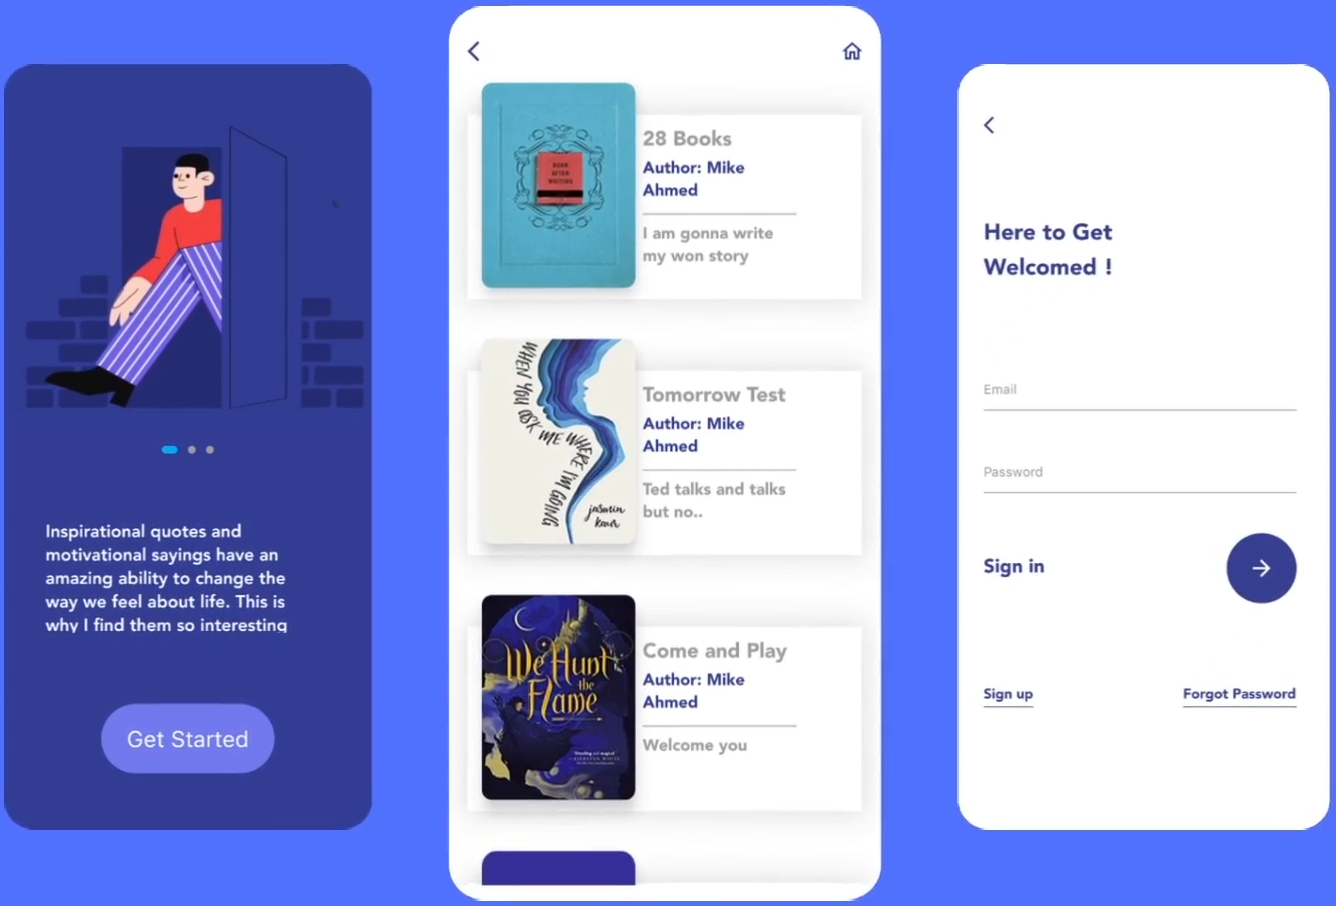 Inspirational quotes and
motivational sayings have an
amazing ability to change the
way we feel about life. This is
why I find them so interesting
Get Started
BURN
AFTER
WRITING
28 Books
Author: Mike
Ahmed
I am gonna write
my won story
WHEN YOU ASK ME WHERE I'M GOING
jasmin
kaur
Tomorrow Test
Author: Mike
Ahmed
Ted talks and talks
but no..
We Hunt
the
Flame
Come and Play
Author: Mike
Ahmed
Welcome you
Here to Get
Welcomed !
Email
Password
Sign in
Sign up
Forgot Password